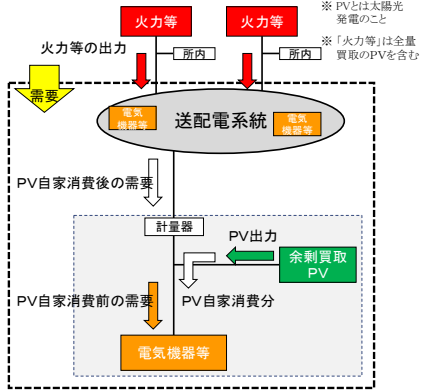 ※ PVとは太陽光
発電のこと
火力等
火力等
火力等の出力
所内
所内
※ 「火力等」は全量
買取のPVを含む
需要
電気
機器等
送配電系統
電気
機器等
PV自家消費後の需要
計量器
PV出力
余剰買取
PV
PV自家消費前の需要
PV自家消費分
電気機器等